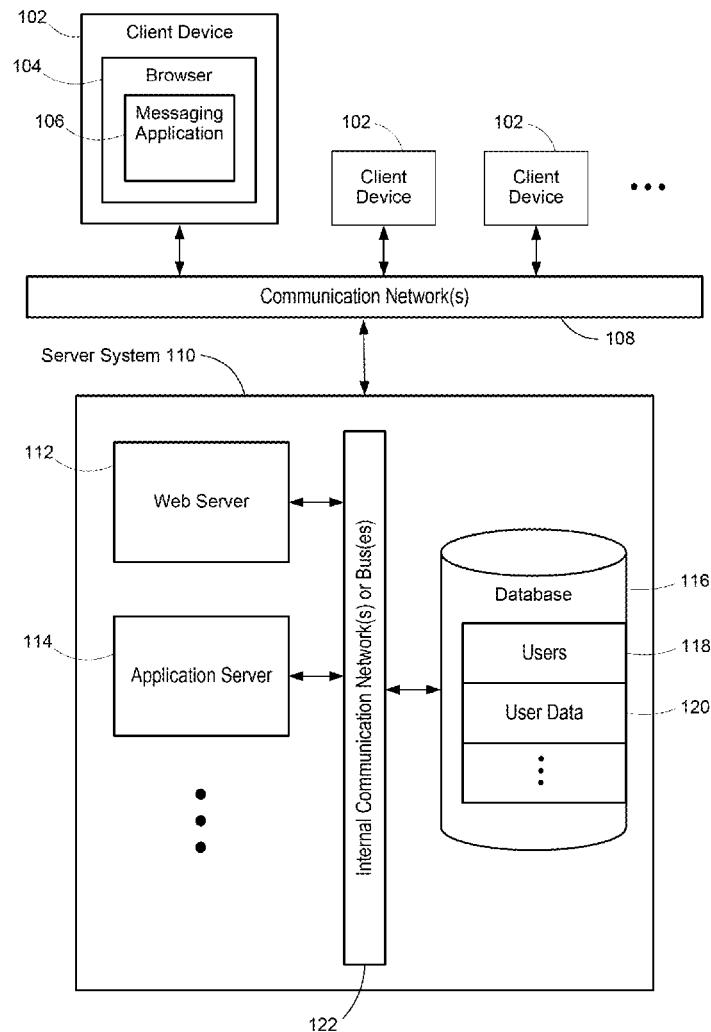 102
Client Device
104
Browser
106
Messaging
Application
102
Client
Device
102
Client
Device
Communication Network(s)
108
Server System 110
112
Web Server
114
Application Server
Internal Communication Network(s) or Bus(es)
122
Database
116
Users
118
User Data
120